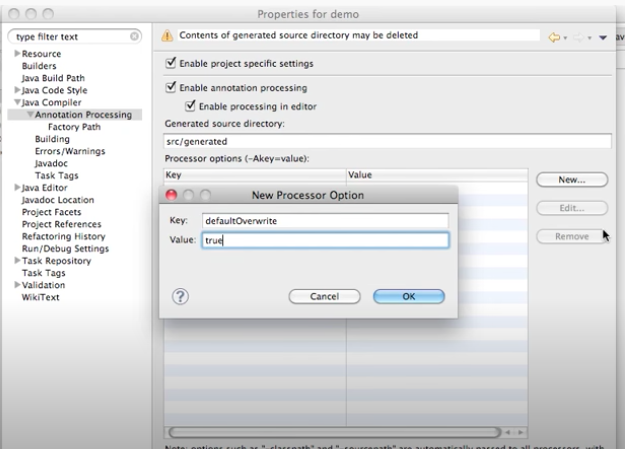 Properties for demo
type filter text
Contents of generated source directory may be deleted
Resource
Builders
Java Build Path
Java Code Style
Java Compiler
Annotation Processing
Factory Path
Building
Errors/Warnings
Javadoc
Task Tags
Java Editor
Javadoc Location
Project Facets
Project References
Refactoring History
Run/Debug Settings
Task Repository
Task Tags
Validation
WikiText
Enable project specific settings
Enable annotation processing
Enable processing in editor
Generated source directory:
src/generated
Processor options (-Akey=value):
Key Value
New...
Edit...
Remove
New Processor Option
Key: defaultOverwrite
Value: true
?
Cancel OK
Note: options such as "-classpath" and "-sourcepath" are automatically passed to all processors, with